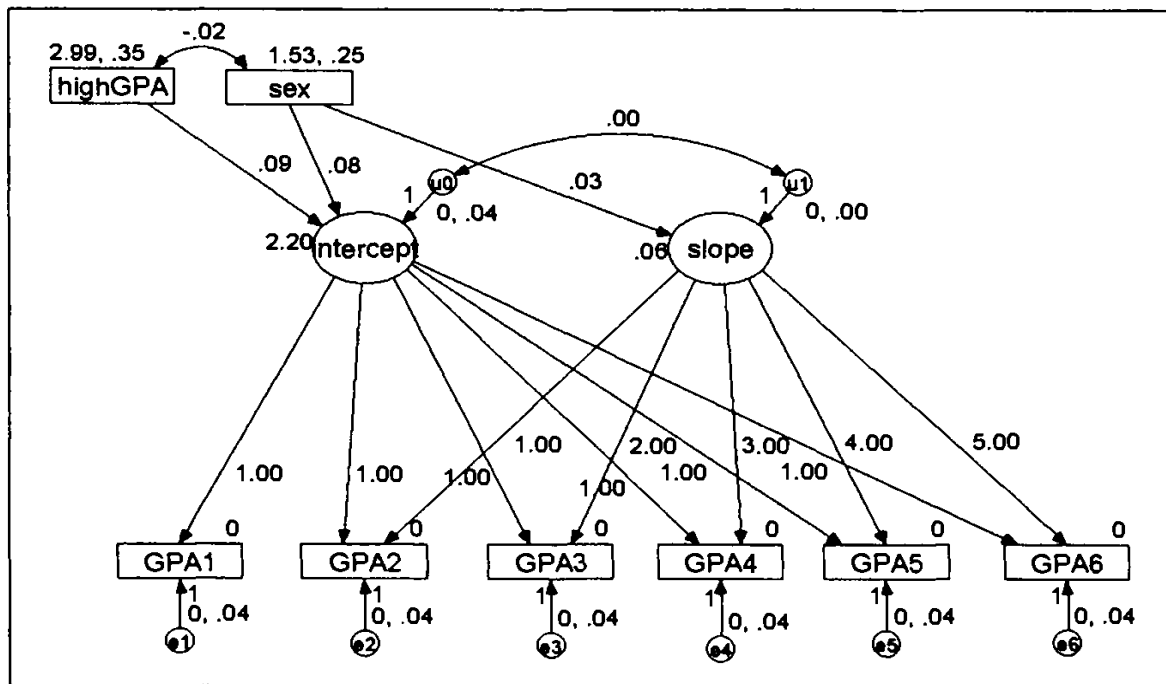 -.02
2.99, .35 1.53, .25
highGPA sex
.00
.09 .08 u0 .03 u1
1 0, .04 1 0, .00
2.20 intercept .06 slope
1.00 1.00 1.00 1.00 2.00 1.00 3.00 1.00 4.00 5.00
1.00
0 0 0 0 0 0
GPA1 GPA2 GPA3 GPA4 GPA5 GPA6
1 1 1 1 1 1
0, .04 0, .04 0, .04 0, .04 0, .04 0, .04
e1 e2 e3 e4 e5 e6